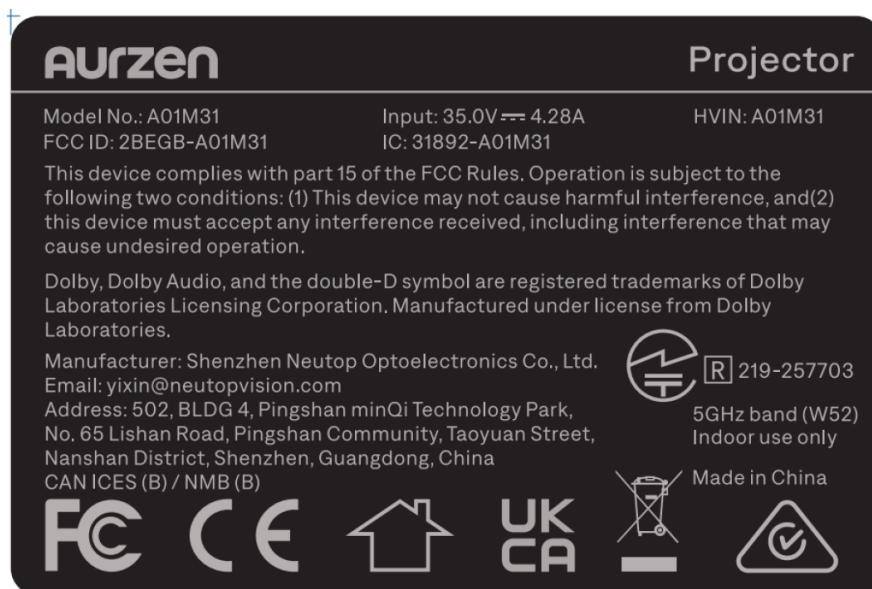 AURZEN
Projector
Model No.: A01M31
Input: 35.0V⎓4.28A
HVIN: A01M31
FCC ID: 2BEGB-A01M31
IC: 31892-A01M31
This device complies with part 15 of the FCC Rules. Operation is subject to the
following two conditions: (1) This device may not cause harmful interference, and(2)
this device must accept any interference received, including interference that may
cause undesired operation.
Dolby, Dolby Audio, and the double-D symbol are registered trademarks of Dolby
Laboratories Licensing Corporation. Manufactured under license from Dolby
Laboratories.
Manufacturer: Shenzhen Neutop Optoelectronics Co., Ltd.
Email: yixin@neutopvision.com
Address: 502, BLDG 4, Pingshan minQi Technology Park,
No. 65 Lishan Road, Pingshan Community, Taoyuan Street,
Nanshan District, Shenzhen, Guangdong, China
CAN ICES (B) / NMB (B)
R 219-257703
5GHz band (W52)
Indoor use only
Made in China
FC CE UK
CA